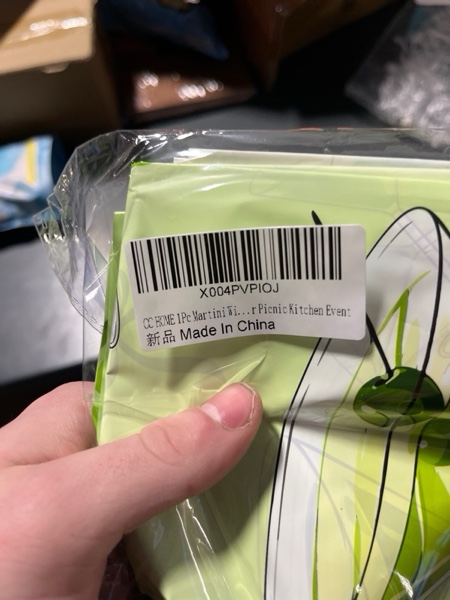 X004PVPIOJ
CC HOME 1Pc Martini Wi...r Picnic Kitchen Event
新品 Made In China